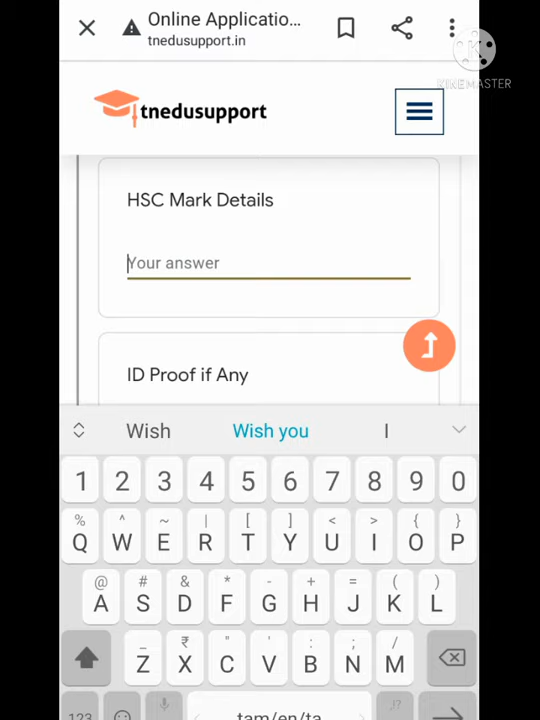 Online Applicatio...
tnedusupport.in
KINEMASTER
tnedusupport
HSC Mark Details
Your answer
ID Proof if Any
Wish Wish you I
1 2 3 4 5 6 7 8 9 0
% ^ ~ | [ ] < > { }
Q W E R T Y U I O P
@ # & * - + = ( )
A S D F G H J K L
_ ₹ " ' : ; /
Z X C V B N M
!?
123 tam/en/ta